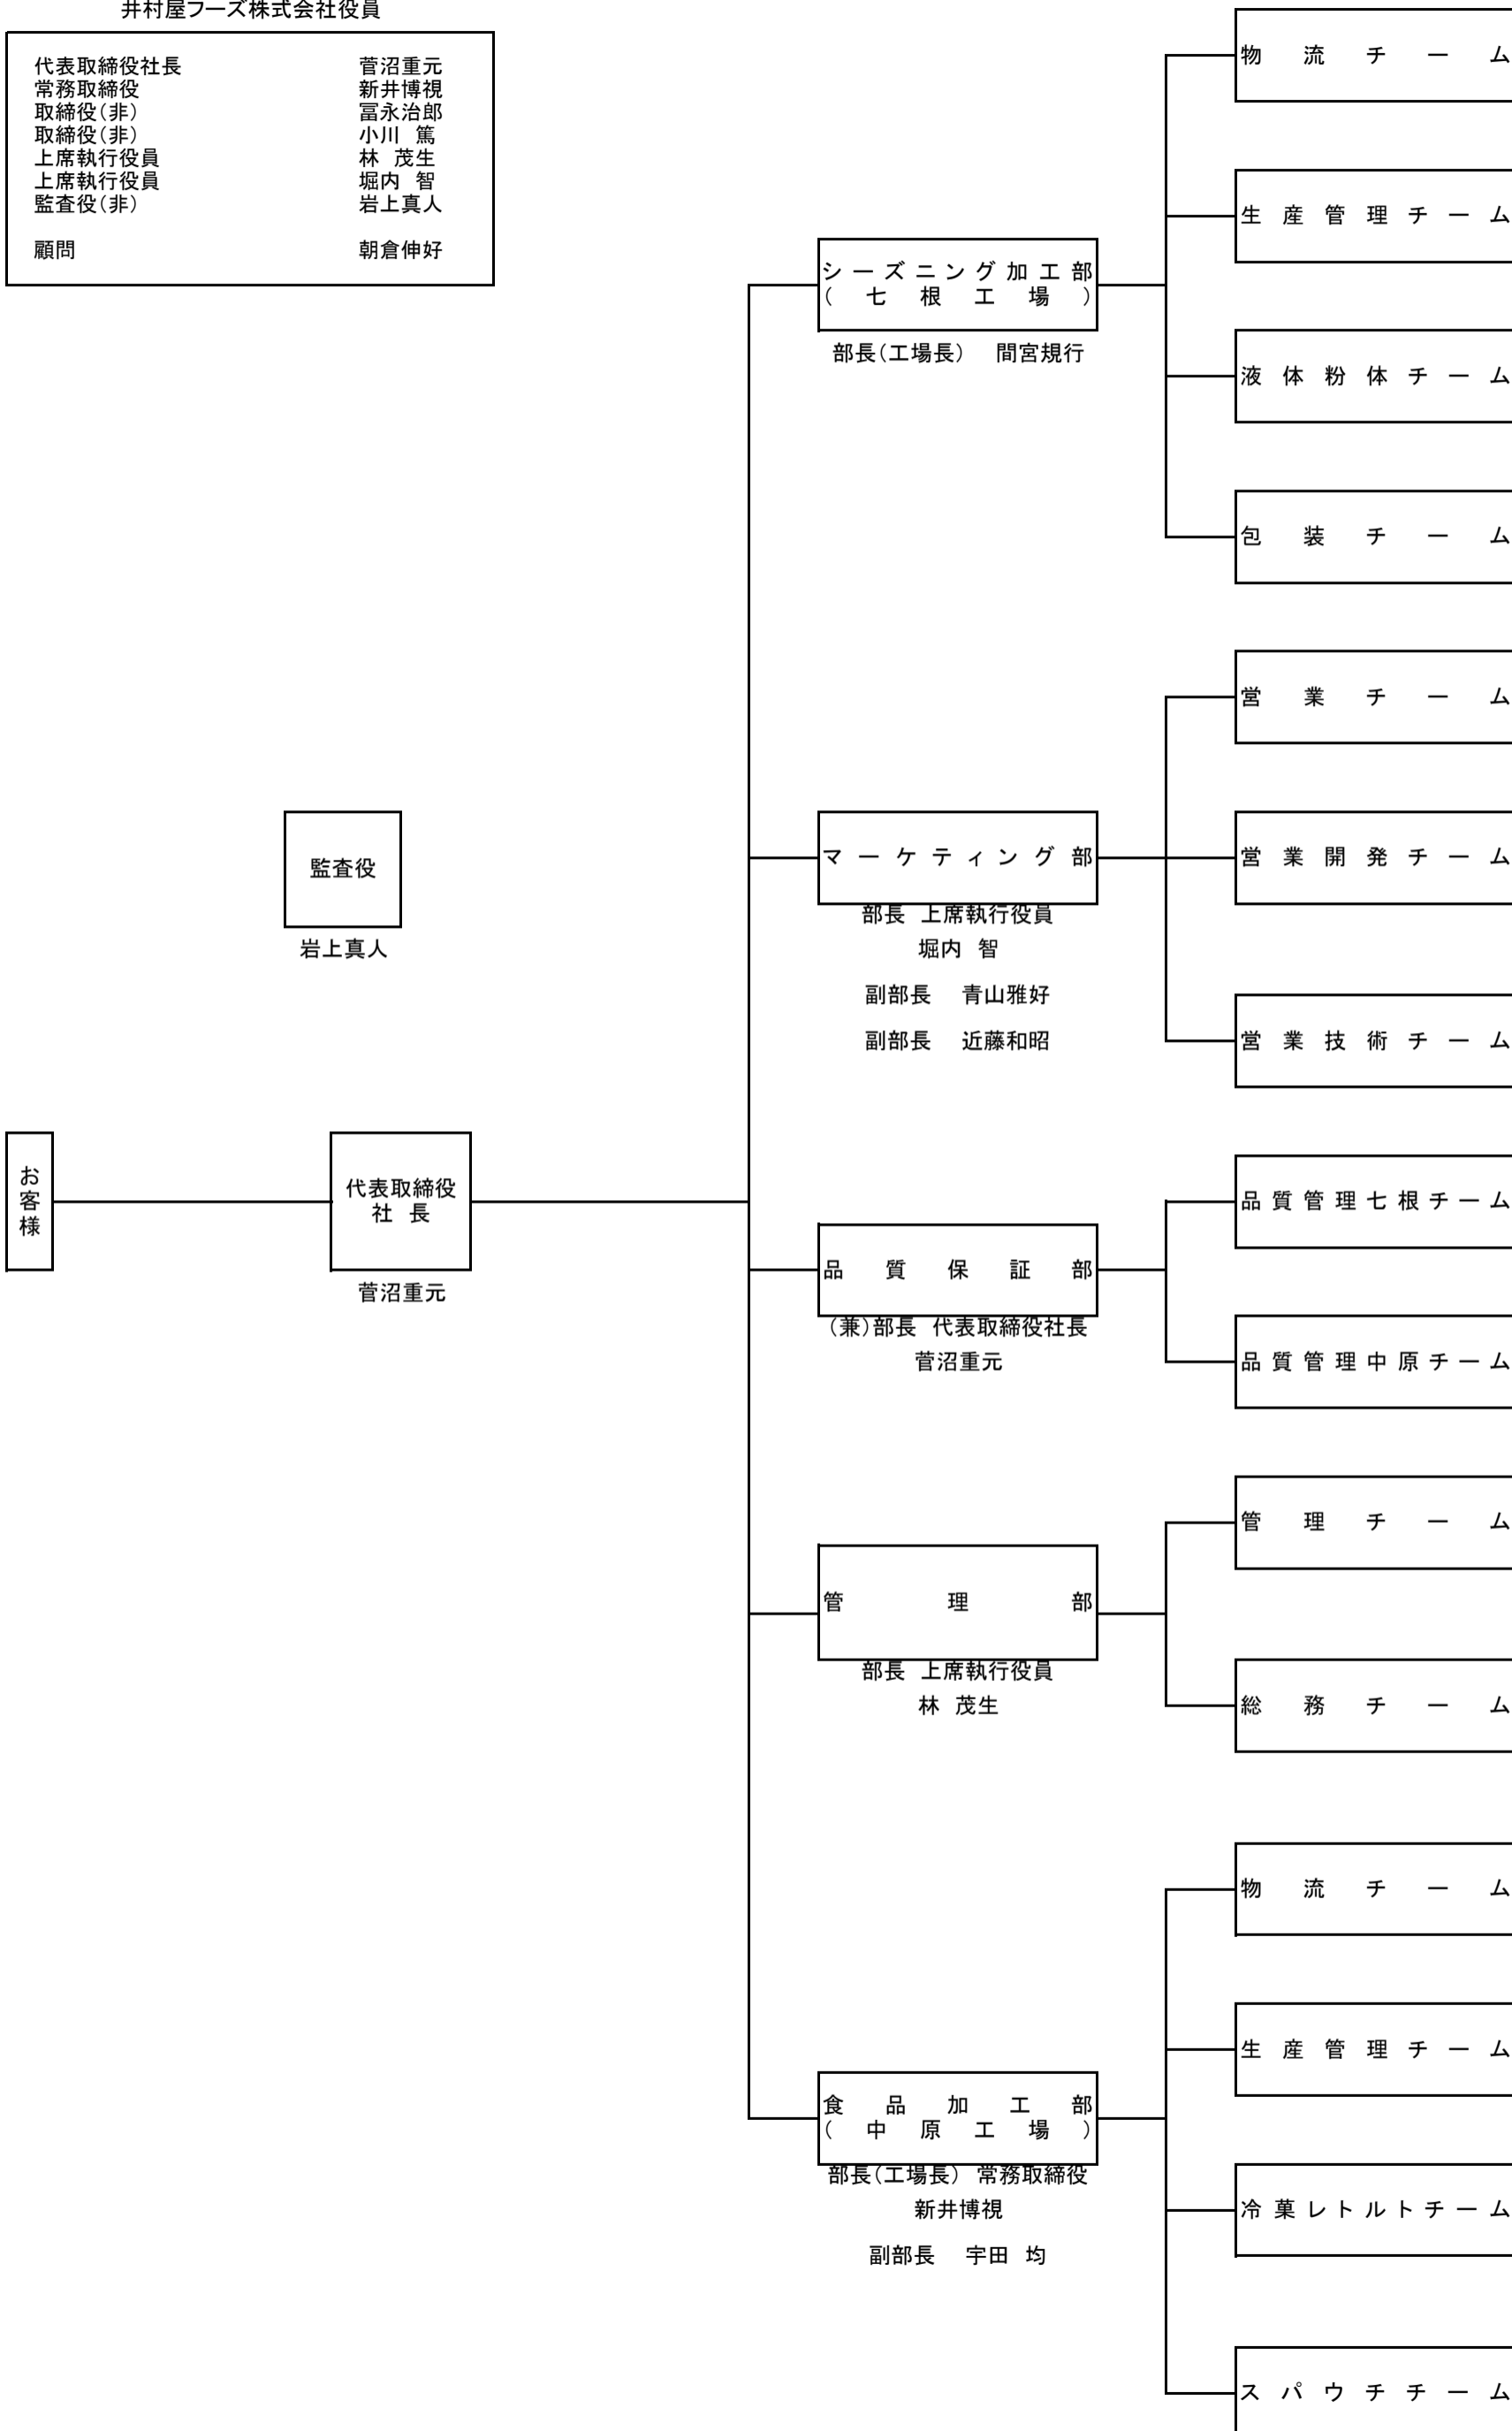 井村屋フーズ株式会社役員
代表取締役社長 菅沼重元
常務取締役 新井博視
取締役(非) 冨永治郎
取締役(非) 小川 篤
上席執行役員 林 茂生
上席執行役員 堀内 智
監査役(非) 岩上真人
顧問 朝倉伸好
監査役
岩上真人
お客様
代表取締役
社長
菅沼重元
シーズニング加工部
(七根工場)
部長(工場長) 間宮規行
物流チーム
生産管理チーム
液体粉体チーム
包装チーム
マーケティング部
部長 上席執行役員
堀内 智
副部長 青山雅好
副部長 近藤和昭
営業チーム
営業開発チーム
営業技術チーム
品質保証部
(兼)部長 代表取締役社長
菅沼重元
品質管理七根チーム
品質管理中原チーム
管理部
部長 上席執行役員
林 茂生
管理チーム
総務チーム
食品加工部
(中原工場)
部長(工場長) 常務取締役
新井博視
副部長 宇田 均
物流チーム
生産管理チーム
冷菓レトルトチーム
スパウチチーム